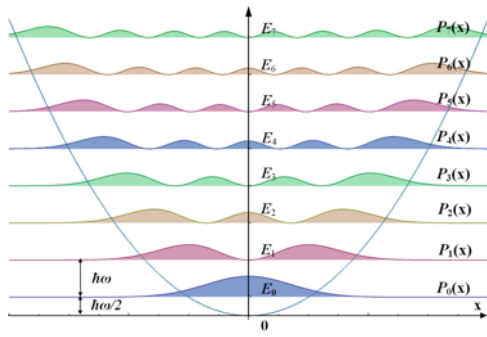 E₇ P₇(x)
E₆ P₆(x)
E₅ P₅(x)
E₄ P₄(x)
E₃ P₃(x)
E₂ P₂(x)
E₁ P₁(x)
ħω
E₀ P₀(x)
ħω/2
x
0